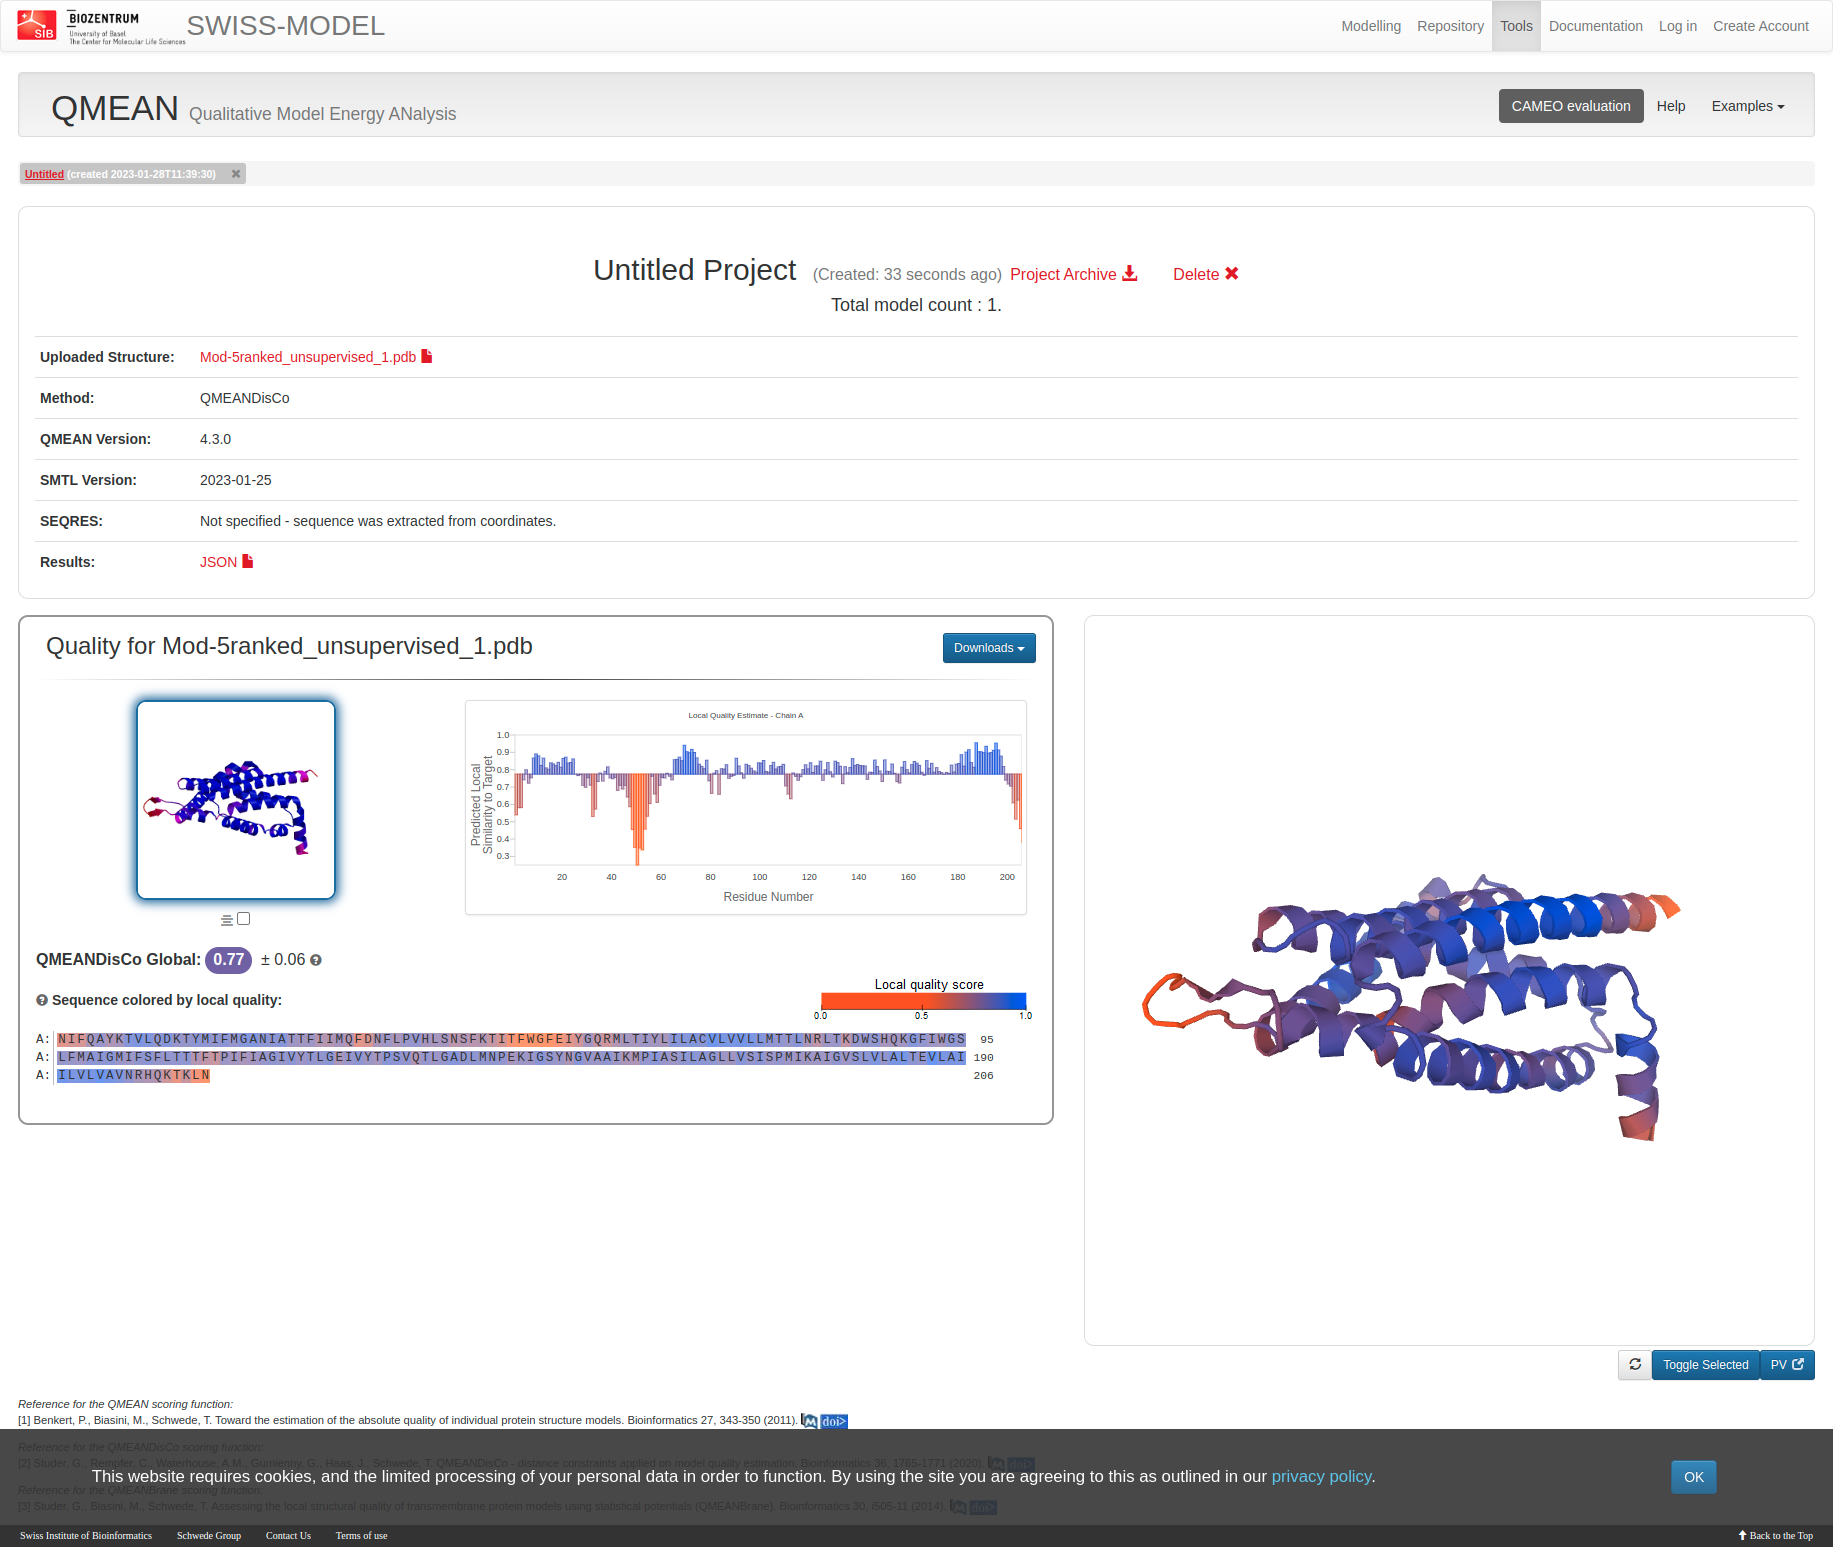 SIB
BIOZENTRUM
University of Basel
The Center for Molecular Life Sciences
SWISS-MODEL
Modelling Repository Tools Documentation Log in Create Account
QMEAN Qualitative Model Energy ANalysis
CAMEO evaluation Help Examples
Untitled (created 2023-01-28T11:39:30)
Untitled Project (Created: 33 seconds ago) Project Archive Delete
Total model count : 1.
Uploaded Structure: Mod-5ranked_unsupervised_1.pdb
Method: QMEANDisCo
QMEAN Version: 4.3.0
SMTL Version: 2023-01-25
SEQRES: Not specified - sequence was extracted from coordinates.
Results: JSON
Quality for Mod-5ranked_unsupervised_1.pdb
Downloads
Local Quality Estimate - Chain A
Predicted Local
Similarity to Target
1.0
0.9
0.8
0.7
0.6
0.5
0.4
0.3
20 40 60 80 100 120 140 160 180 200
Residue Number
QMEANDisCo Global: 0.77 ± 0.06
Sequence colored by local quality:
Local quality score
0.0 0.5 1.0
A: NIFQAYKTVLQDKTYMIFMGANIATTFIIMQFDNFLPVHLSNSFKTITFWGFEIYGQRMLTIYLILACVLVVLLMTTLNRLTKDWSHQKGFIWGS 95
A: LFMAIGMIFSFLTTTFTPIFIAGIVYTLGEIVYTPSVQTLGADLMNPEKIGSYNGVAAIKMPIASILAGLLVSISPMIKAIGVSLVLALTEVLAI 190
A: ILVLVAVNRHQKTKLN 206
Toggle Selected PV
Reference for the QMEAN scoring function:
[1] Benkert, P., Biasini, M., Schwede, T. Toward the estimation of the absolute quality of individual protein structure models. Bioinformatics 27, 343-350 (2011). doi>
Reference for the QMEANDisCo scoring function:
[2] Studer, G., Rempfer, C., Waterhouse, A.M., Gumienny, G., Haas, J., Schwede, T. QMEANDisCo - distance constraints applied on model quality estimation. Bioinformatics 36, 1765-1771 (2020). doi>
This website requires cookies, and the limited processing of your personal data in order to function. By using the site you are agreeing to this as outlined in our privacy policy.
OK
Reference for the QMEANBrane scoring function:
[3] Studer, G., Biasini, M., Schwede, T. Assessing the local structural quality of transmembrane protein models using statistical potentials (QMEANBrane). Bioinformatics 30, i505-11 (2014). doi>
Swiss Institute of Bioinformatics Schwede Group Contact Us Terms of use Back to the Top